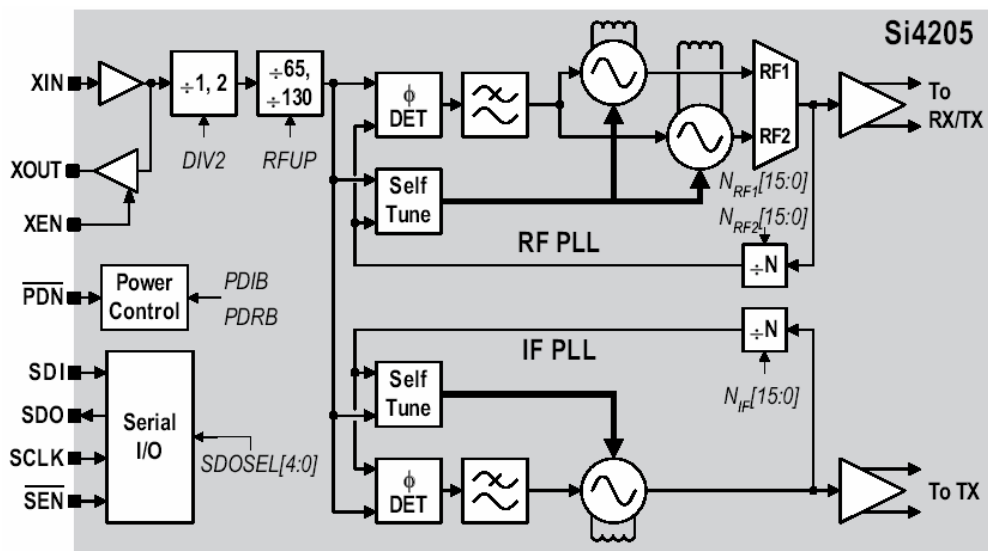 Si4205
XIN
÷1, 2
÷65,
÷130
ϕ
DET
RF1
RF2
To
RX/TX
DIV2
RFUP
XOUT
XEN
Self
Tune
N_RF1[15:0]
N_RF2[15:0]
RF PLL
÷N
PDN
Power
Control
PDIB
PDRB
÷N
IF PLL
N_IF[15:0]
SDI
SDO
SCLK
SEN
Serial
I/O
SDOSEL[4:0]
Self
Tune
ϕ
DET
To TX